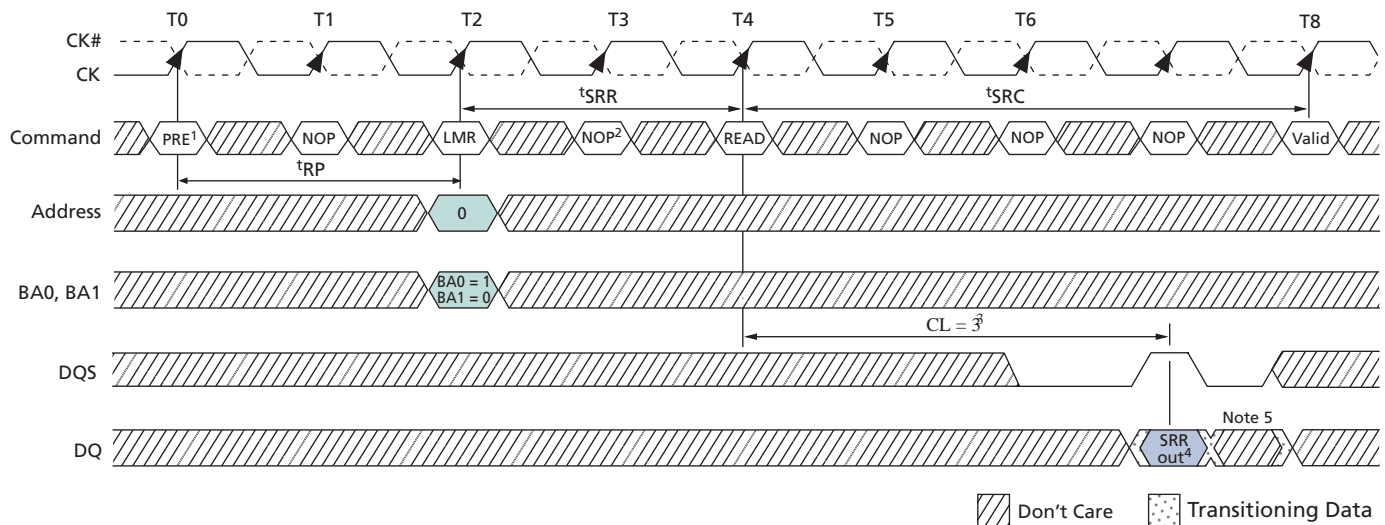 T0 T1 T2 T3 T4 T5 T6 T8
CK#
CK
tSRR tSRC
Command PRE1 NOP LMR NOP2 READ NOP NOP NOP Valid
tRP
Address 0
BA0, BA1 BA0 = 1
BA1 = 0
CL = 33
DQS
Note 5
DQ SRR
out4
Don't Care Transitioning Data